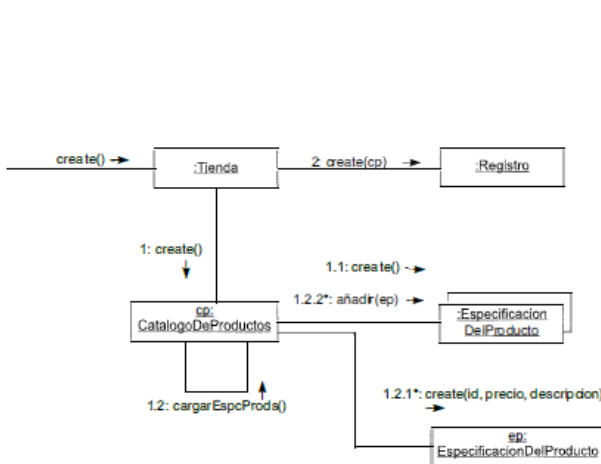 create()
:Tienda
2: create(cp)
:Registro
1: create()
1.1: create()
1.2.2*: añadir(ep)
cp:
CatalogoDeProductos
:Especificacion
DelProducto
1.2: cargarEspcProds()
1.2.1*: create(id, precio, descripcion)
ep:
EspecificacionDelProducto